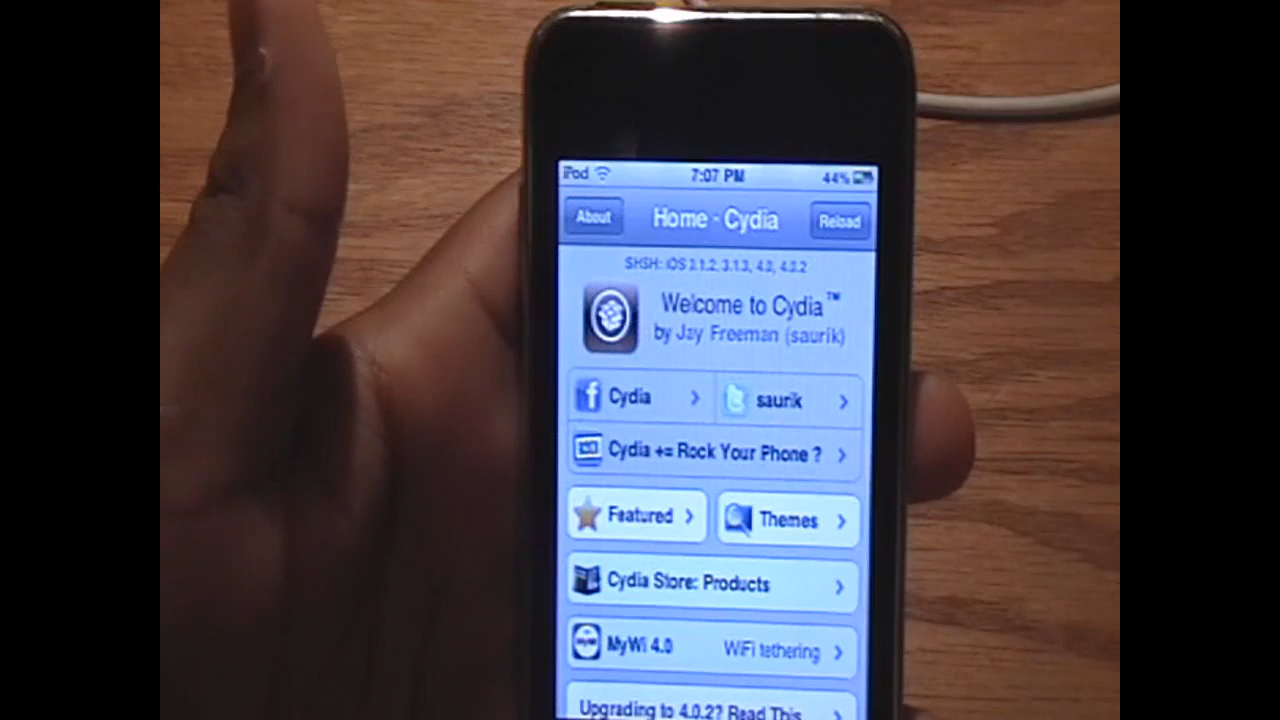 iPod 7:07 PM 44%
About Home - Cydia Reload
SHSH: iOS 3.1.2, 3.1.3, 4.0, 4.0.2
Welcome to Cydia™
by Jay Freeman (saurik)
Cydia saurik
Cydia += Rock Your Phone ?
Featured Themes
Cydia Store: Products
MyWi 4.0 WiFi tethering
Upgrading to 4.0.2? Read This